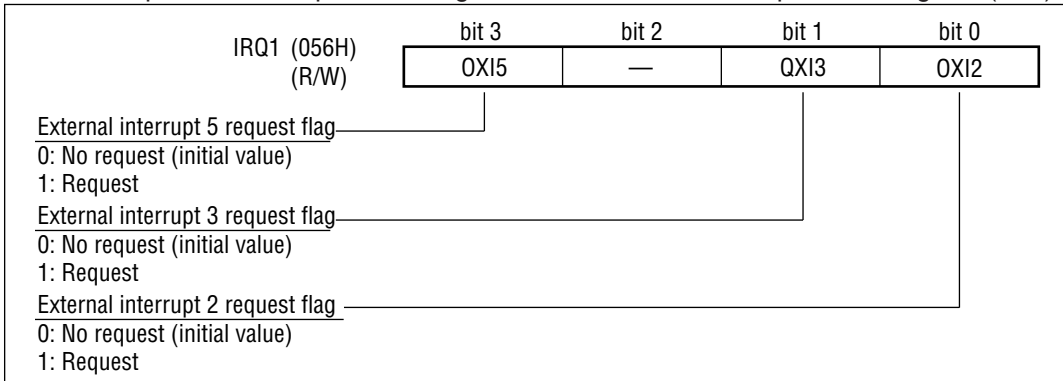 bit 3 bit 2 bit 1 bit 0
IRQ1 (056H)
(R/W)
OXI5 — QXI3 OXI2
External interrupt 5 request flag
0: No request (initial value)
1: Request
External interrupt 3 request flag
0: No request (initial value)
1: Request
External interrupt 2 request flag
0: No request (initial value)
1: Request